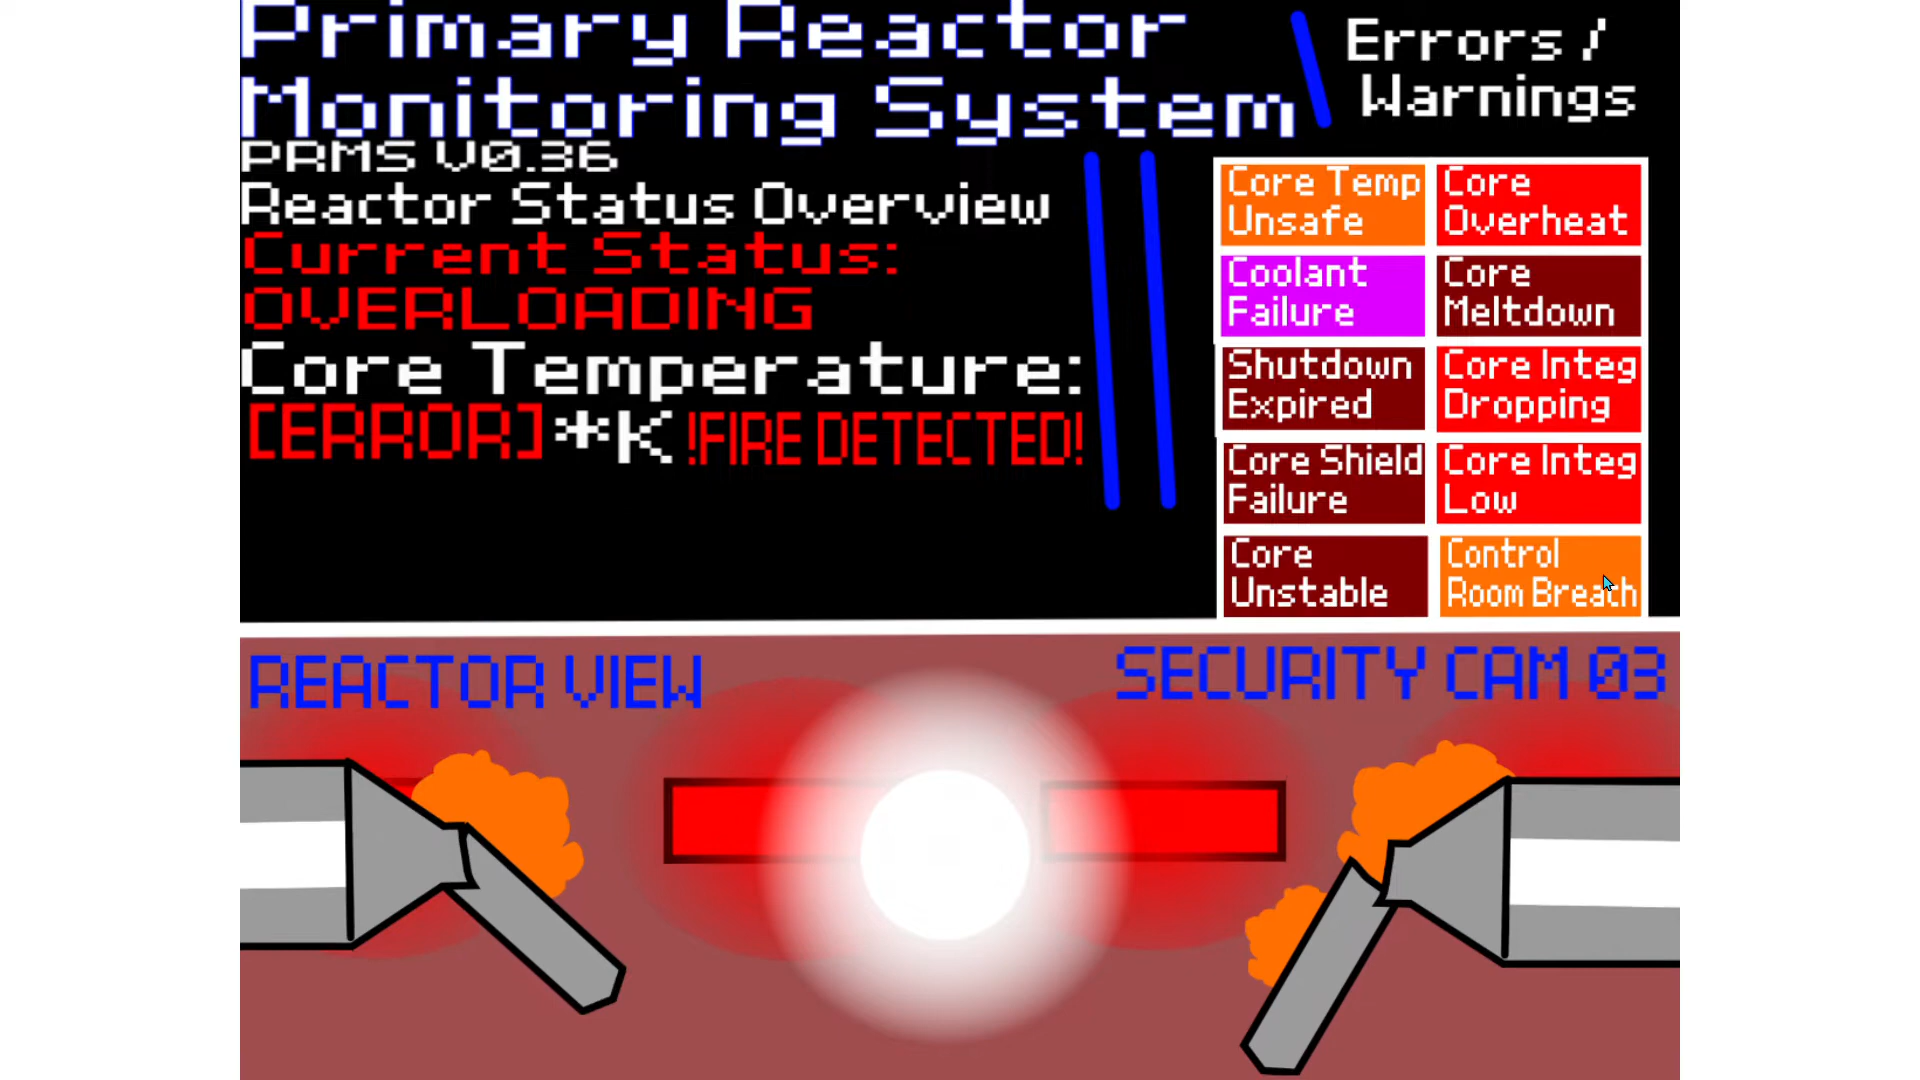 Primary Reactor
Monitoring System
PRMS V0.36
Reactor Status Overview
Current Status:
OVERLOADING
Core Temperature:
[ERROR]*K !FIRE DETECTED!
Errors /
Warnings
Core Temp
Unsafe
Core
Overheat
Coolant
Failure
Core
Meltdown
Shutdown
Expired
Core Integ
Dropping
Core Shield
Failure
Core Integ
Low
Core
Unstable
Control
Room Breath
REACTOR VIEW
SECURITY CAM 03